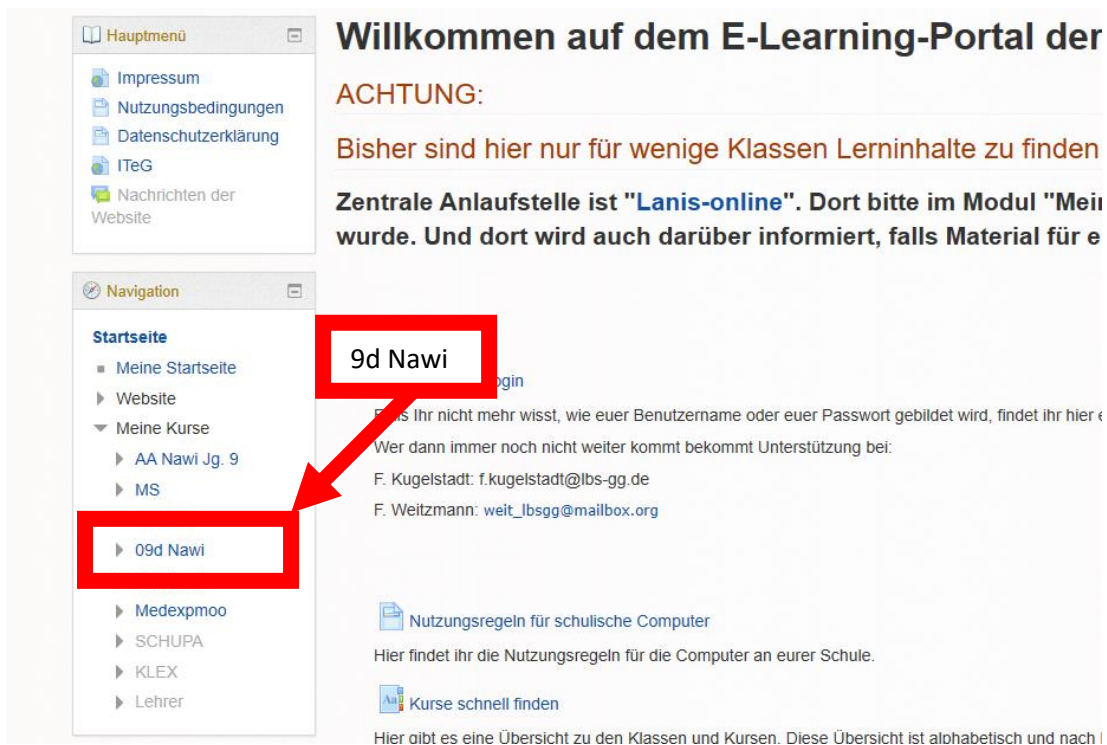 Hauptmenü
Impressum
Nutzungsbedingungen
Datenschutzerklärung
ITeG
Nachrichten der
Website
Navigation
Startseite
Meine Startseite
Website
Meine Kurse
AA Nawi Jg. 9
MS
09d Nawi
Medexpmoo
SCHUPA
KLEX
Lehrer
Willkommen auf dem E-Learning-Portal der
ACHTUNG:
Bisher sind hier nur für wenige Klassen Lerninhalte zu finden
Zentrale Anlaufstelle ist "Lanis-online". Dort bitte im Modul "Mein
wurde. Und dort wird auch darüber informiert, falls Material für e
9d Nawi
Ihr nicht mehr wisst, wie euer Benutzername oder euer Passwort gebildet wird, findet ihr hier e
Wer dann immer noch nicht weiter kommt bekommt Unterstützung bei:
F. Kugelstadt: f.kugelstadt@lbs-gg.de
F. Weitzmann: weit_lbsgg@mailbox.org
Nutzungsregeln für schulische Computer
Hier findet ihr die Nutzungsregeln für die Computer an eurer Schule.
Kurse schnell finden
Hier gibt es eine Übersicht zu den Klassen und Kursen. Diese Übersicht ist alphabetisch und nach